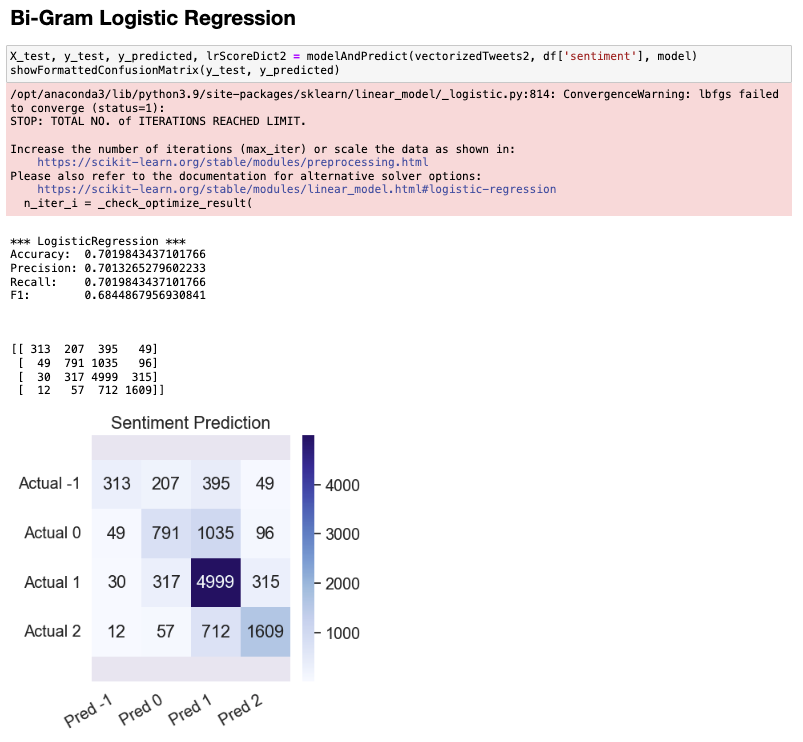 Bi-Gram Logistic Regression
X_test, y_test, y_predicted, lrScoreDict2 = modelAndPredict(vectorizedTweets2, df['sentiment'], model)
showFormattedConfusionMatrix(y_test, y_predicted)
/opt/anaconda3/lib/python3.9/site-packages/sklearn/linear_model/_logistic.py:814: ConvergenceWarning: lbfgs failed
to converge (status=1):
STOP: TOTAL NO. of ITERATIONS REACHED LIMIT.
Increase the number of iterations (max_iter) or scale the data as shown in:
https://scikit-learn.org/stable/modules/preprocessing.html
Please also refer to the documentation for alternative solver options:
https://scikit-learn.org/stable/modules/linear_model.html#logistic-regression
n_iter_i = _check_optimize_result(
*** LogisticRegression ***
Accuracy: 0.7019843437101766
Precision: 0.7013265279602233
Recall: 0.7019843437101766
F1: 0.6844867956930841
[[ 313 207 395 49]
[ 49 791 1035 96]
[ 30 317 4999 315]
[ 12 57 712 1609]]
Sentiment Prediction
Actual -1 313 207 395 49
Actual 0 49 791 1035 96
Actual 1 30 317 4999 315
Actual 2 12 57 712 1609
4000
3000
2000
1000
Pred -1 Pred 0 Pred 1 Pred 2